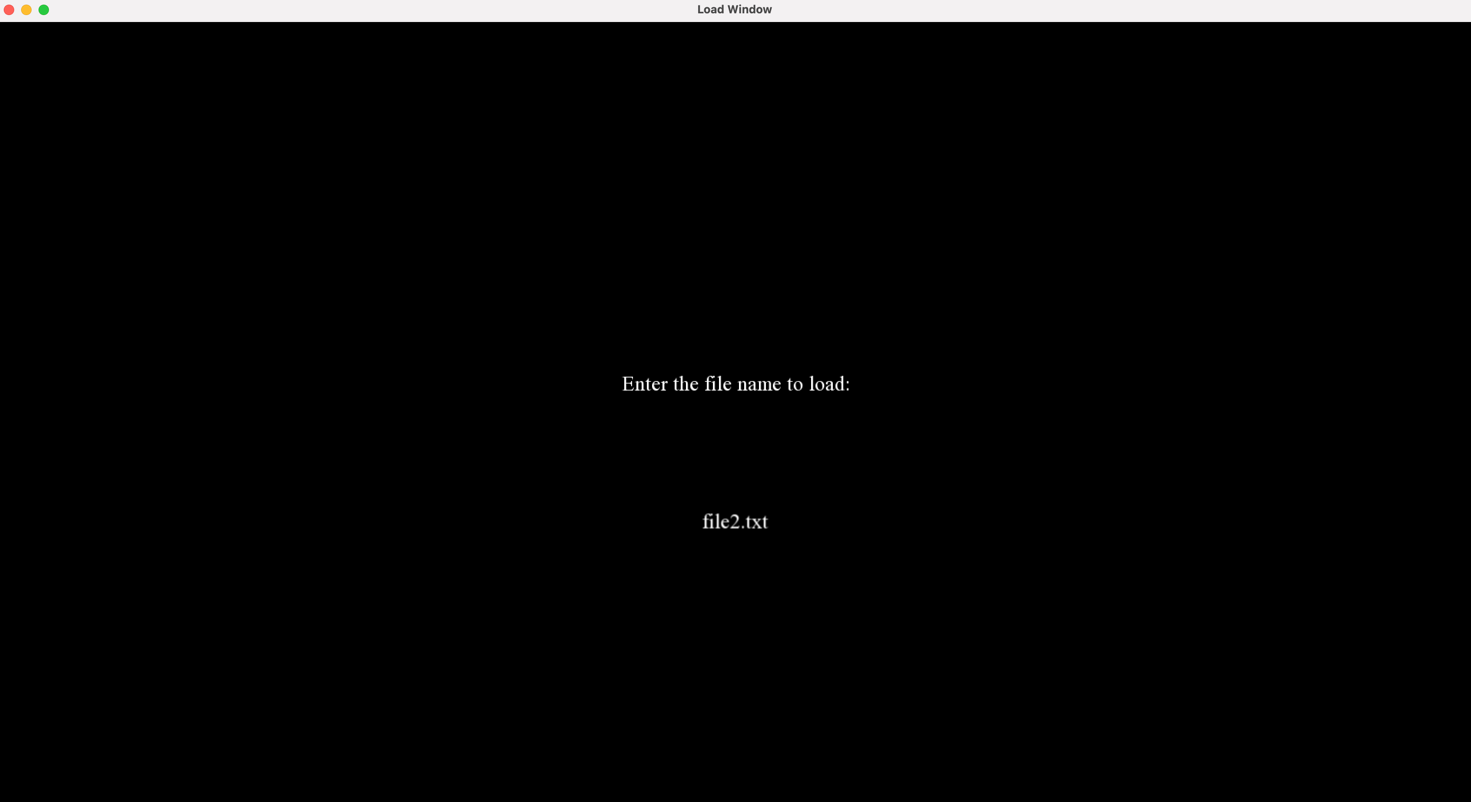 Load Window
Enter the file name to load:
file2.txt